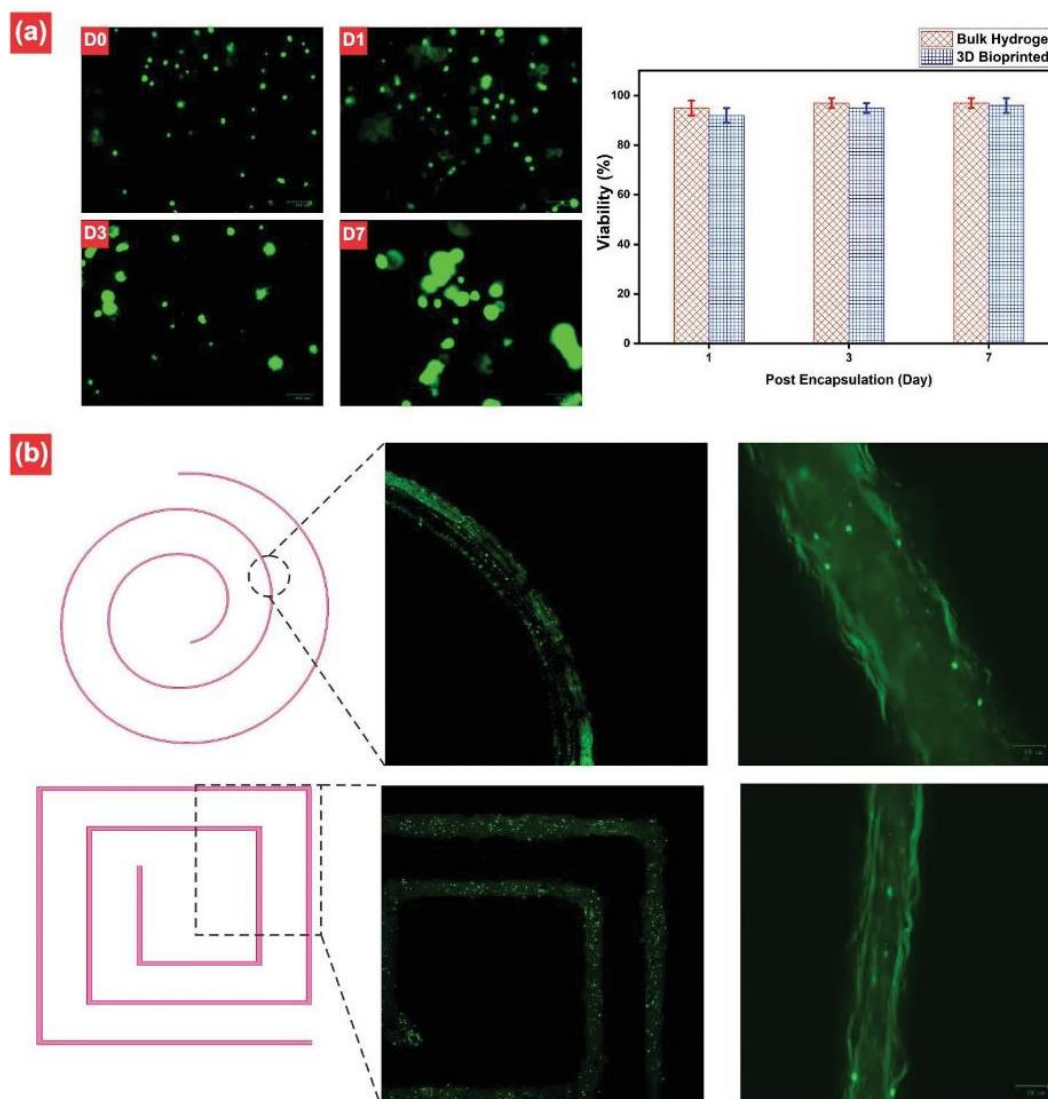 (a)
D0
D1
D3
D7
Bulk Hydrogel
3D Bioprinted
100
80
60
40
20
0
Viability (%)
1
3
7
Post Encapsulation (Day)
(b)